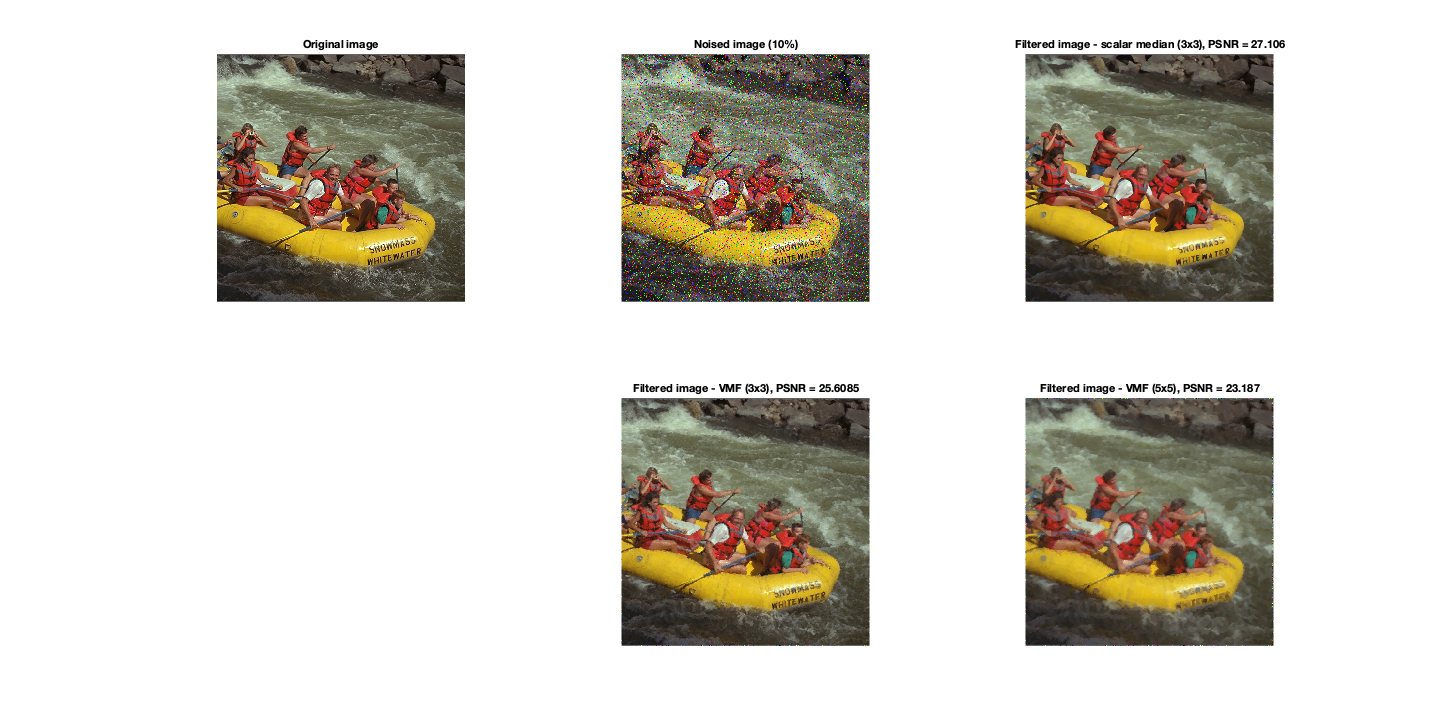 Original image
Noised image (10%)
Filtered image - scalar median (3x3), PSNR = 27.106
SNOWMASS
WHITEWATER
SNOWMASS
WHITEWATER
SNOWMASS
WHITEWATER
Filtered image - VMF (3x3), PSNR = 25.6085
Filtered image - VMF (5x5), PSNR = 23.187
SNOWMASS
WHITEWATER
SNOWMASS
WHITEWATER